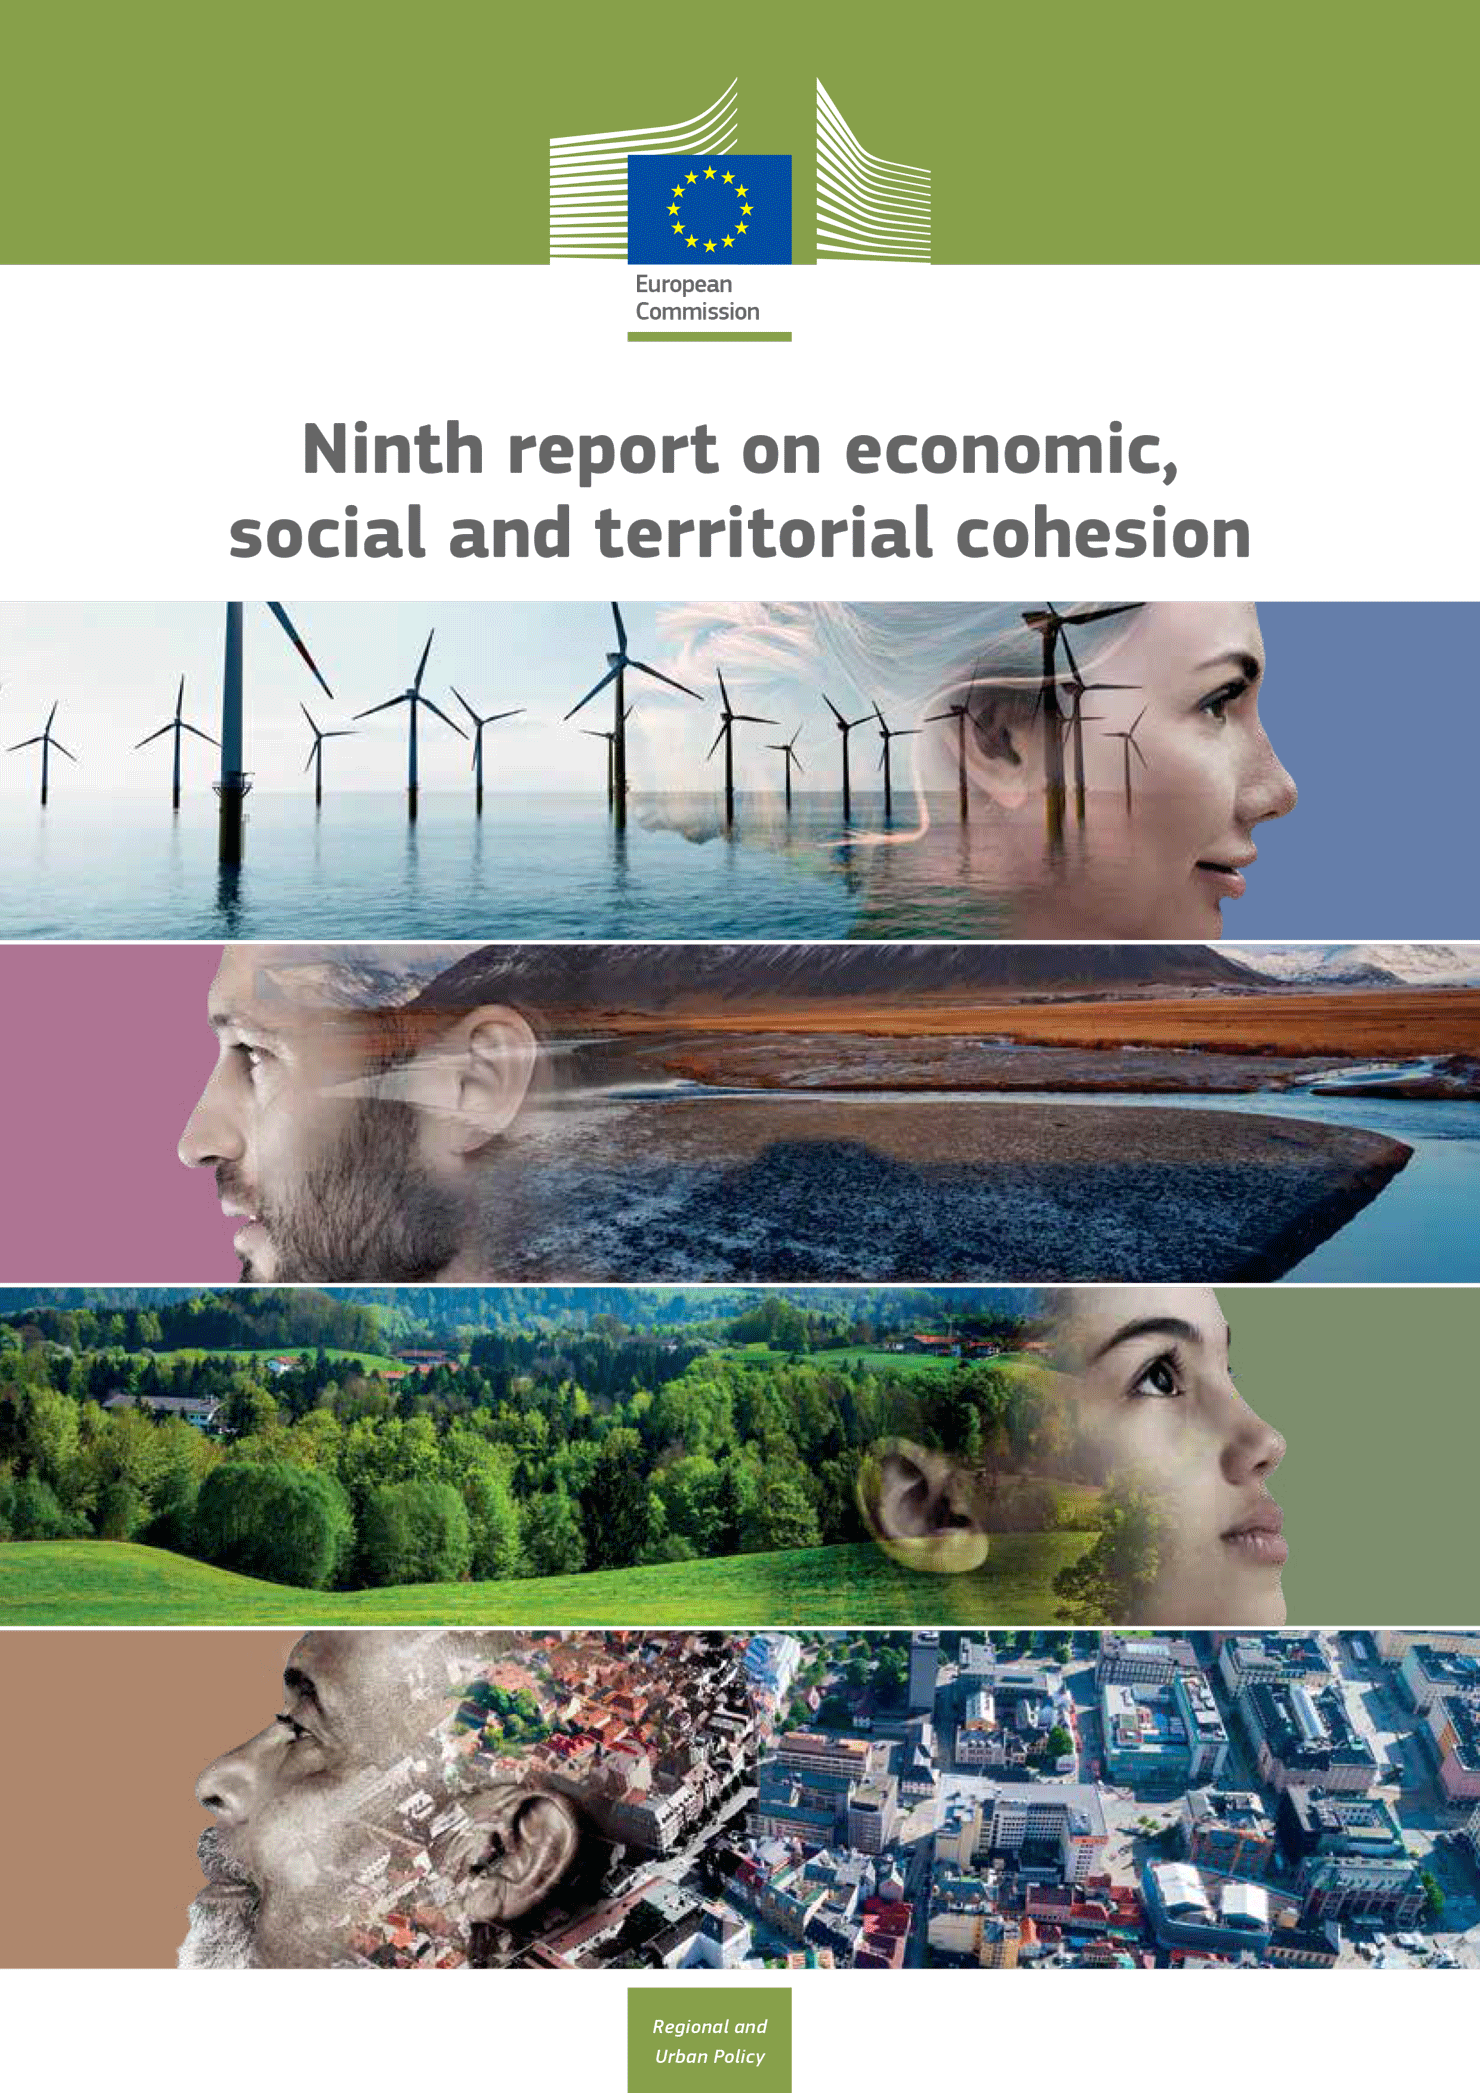 European
Commission
Ninth report on economic,
social and territorial cohesion
Regional and
Urban Policy